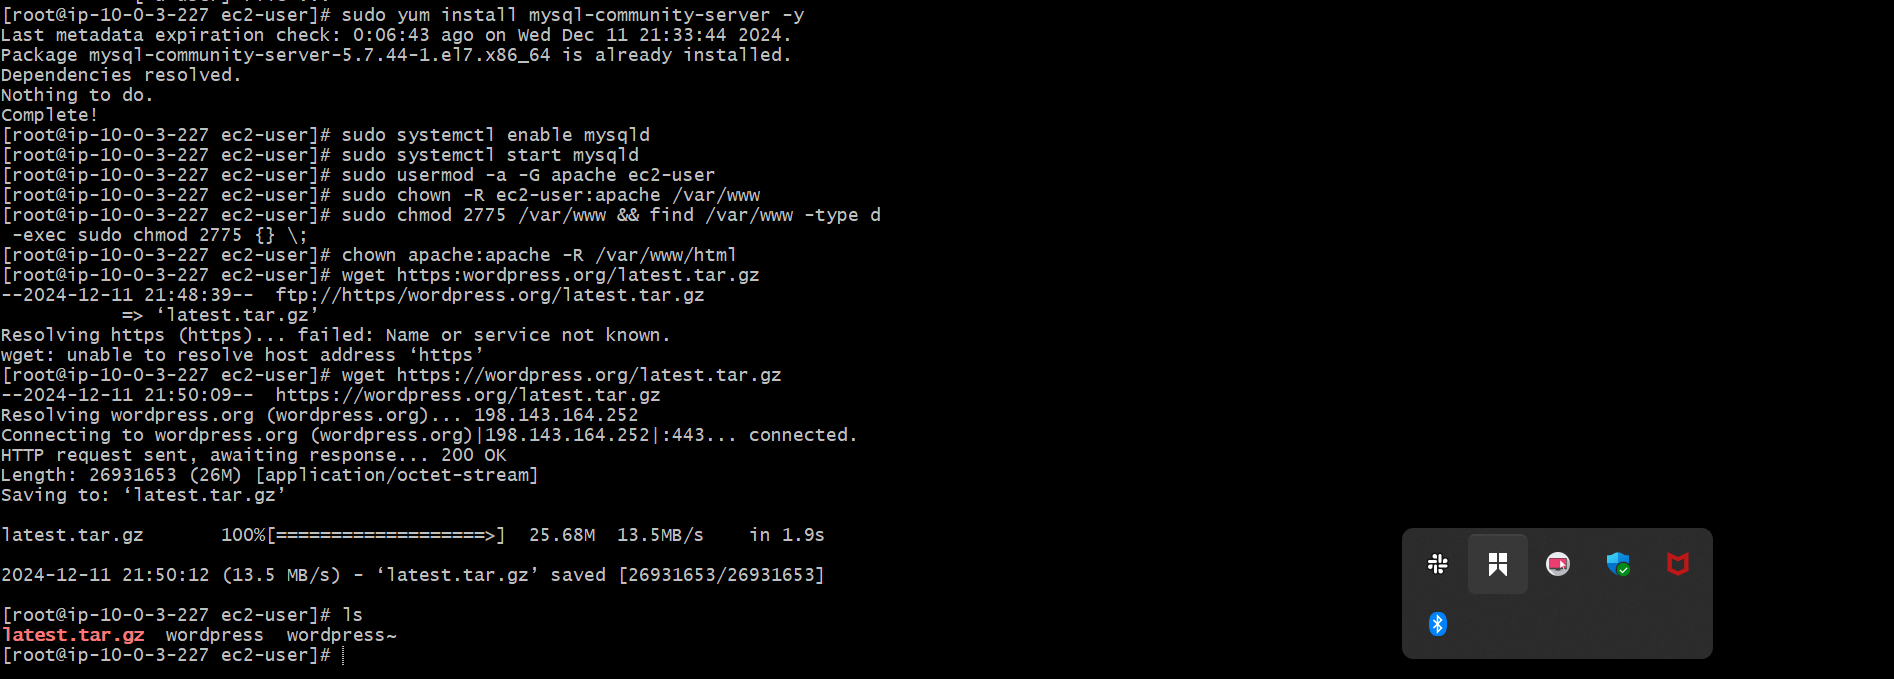 [root@ip-10-0-3-227 ec2-user]# sudo yum install mysql-community-server -y
Last metadata expiration check: 0:06:43 ago on Wed Dec 11 21:33:44 2024.
Package mysql-community-server-5.7.44-1.el7.x86_64 is already installed.
Dependencies resolved.
Nothing to do.
Complete!
[root@ip-10-0-3-227 ec2-user]# sudo systemctl enable mysqld
[root@ip-10-0-3-227 ec2-user]# sudo systemctl start mysqld
[root@ip-10-0-3-227 ec2-user]# sudo usermod -a -G apache ec2-user
[root@ip-10-0-3-227 ec2-user]# sudo chown -R ec2-user:apache /var/www
[root@ip-10-0-3-227 ec2-user]# sudo chmod 2775 /var/www && find /var/www -type d
 -exec sudo chmod 2775 {} \;
[root@ip-10-0-3-227 ec2-user]# chown apache:apache -R /var/www/html
[root@ip-10-0-3-227 ec2-user]# wget https:wordpress.org/latest.tar.gz
--2024-12-11 21:48:39--  ftp://https/wordpress.org/latest.tar.gz
           => ‘latest.tar.gz’
Resolving https (https)... failed: Name or service not known.
wget: unable to resolve host address ‘https’
[root@ip-10-0-3-227 ec2-user]# wget https://wordpress.org/latest.tar.gz
--2024-12-11 21:50:09--  https://wordpress.org/latest.tar.gz
Resolving wordpress.org (wordpress.org)... 198.143.164.252
Connecting to wordpress.org (wordpress.org)|198.143.164.252|:443... connected.
HTTP request sent, awaiting response... 200 OK
Length: 26931653 (26M) [application/octet-stream]
Saving to: ‘latest.tar.gz’
latest.tar.gz       100%[===================>]  25.68M  13.5MB/s    in 1.9s
2024-12-11 21:50:12 (13.5 MB/s) - ‘latest.tar.gz’ saved [26931653/26931653]
[root@ip-10-0-3-227 ec2-user]# ls
latest.tar.gz  wordpress  wordpress~
[root@ip-10-0-3-227 ec2-user]#